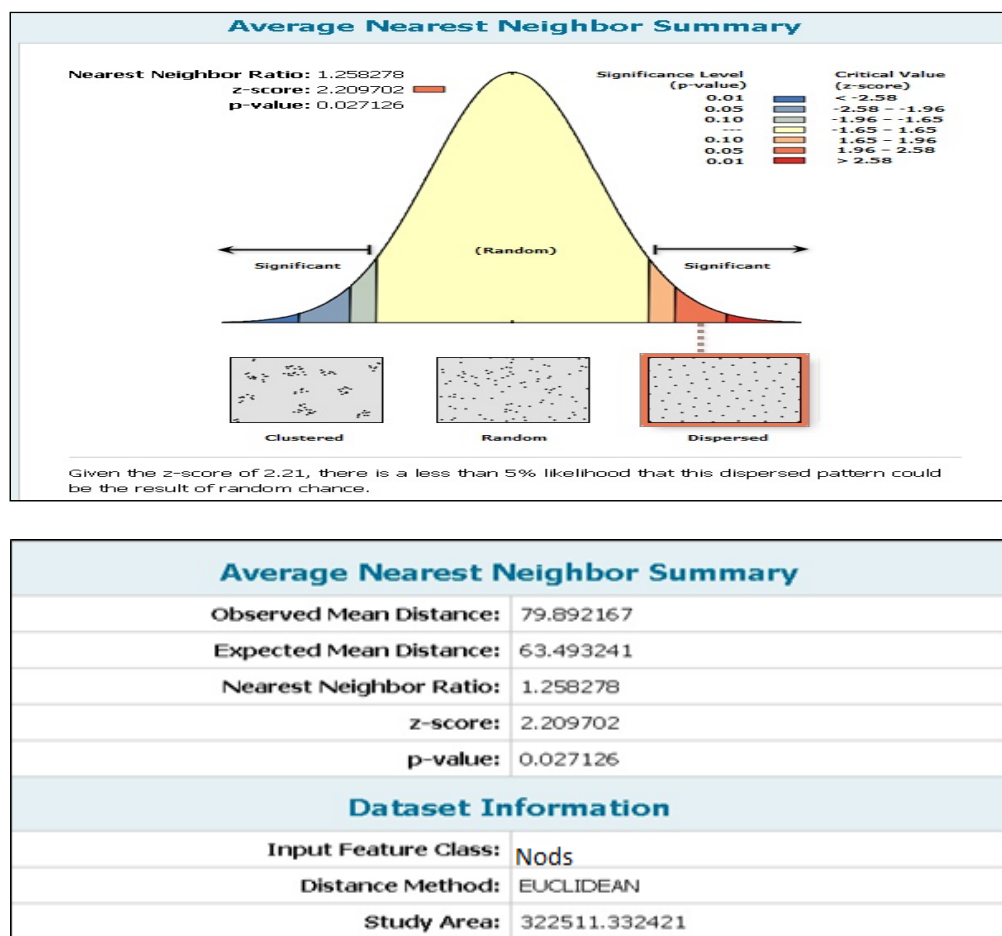 Average Nearest Neighbor Summary
Nearest Neighbor Ratio: 1.258278
z-score: 2.209702
p-value: 0.027126
Significance Level (p-value) Critical Value (z-score)
0.01 < -2.58
0.05 -2.58 – -1.96
0.10 -1.96 – -1.65
--- -1.65 – 1.65
0.10 1.65 – 1.96
0.05 1.96 – 2.58
0.01 > 2.58
Significant (Random) Significant
Clustered Random Dispersed
Given the z-score of 2.21, there is a less than 5% likelihood that this dispersed pattern could
be the result of random chance.
Average Nearest Neighbor Summary
Observed Mean Distance: 79.892167
Expected Mean Distance: 63.493241
Nearest Neighbor Ratio: 1.258278
z-score: 2.209702
p-value: 0.027126
Dataset Information
Input Feature Class: Nods
Distance Method: EUCLIDEAN
Study Area: 322511.332421